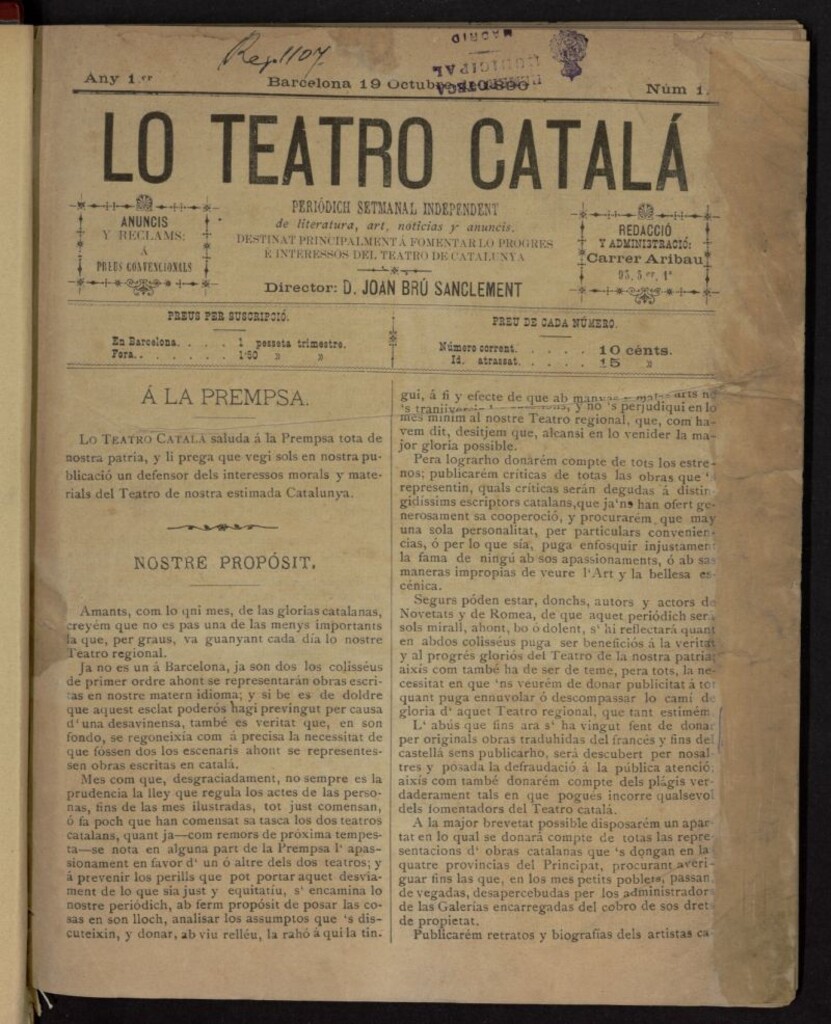 Reg. 1107
MADRID
MUNICIPAL
HEMEROTECA
Any 1.er
Barcelona 19 Octubre
Núm 1.
LO TEATRO CATALÁ
ANUNCIS
Y RECLAMS:
Á
PREUS CONVENCIONALS
PERIÓDICH SETMANAL INDEPENDENT
de literatura, art, noticias y anuncis.
DESTINAT PRINCIPALMENT Á FOMENTAR LO PROGRES
É INTERESSOS DEL TEATRO DE CATALUNYA
Director: D. JOAN BRÚ SANCLEMENT
REDACCIÓ
Y ADMINISTRACIÓ:
Carrer Aribau
93, 3er, 1ª
PREUS PER SUSCRIPCIÓ.
En Barcelona. . . . 1 pesseta trimestre.
Fora. . . . . . . 1'50 » »
PREU DE CADA NÚMERO.
Número corrent. . . . . 10 cénts.
Id. atrassat. . . . . 15 »
Á LA PREMPSA.
LO TEATRO CATALÁ saluda á la Prempsa tota de
nostra patria, y li prega que vegi sols en nostra pu-
blicació un defensor dels interessos morals y mate-
rials del Teatro de nostra estimada Catalunya.
NOSTRE PROPÓSIT.
Amants, com lo qni mes, de las glorias catalanas,
creyém que no es pas una de las menys importants
la que, per graus, va guanyant cada día lo nostre
Teatro regional.
Ja no es un á Barcelona, ja son dos los colisséus
de primer ordre ahont se representarán obras escri-
tas en nostre matern idioma; y si be es de doldre
que aquest esclat poderós hagi previngut per causa
d'una desavinensa, també es veritat que, en son
fondo, se regoneixía com á precisa la necessitat de
que fóssen dos los escenaris ahont se representes-
sen obras escritas en catalá.
Mes com que, desgraciadament, no sempre es la
prudencia la lley que regula los actes de las perso-
nas, fins de las mes ilustradas, tot just comensan,
ó fa poch que han comensat sa tasca los dos teatros
catalans, quant ja—com remors de próxima tempes-
ta—se nota en alguna part de la Prempsa l' apas-
sionament en favor d' un ó altre dels dos teatros; y
á prevenir los perills que pot portar aquet desvia-
ment de lo que sia just y equitatiu, s' encamina lo
nostre periódich, ab ferm propósit de posar las co-
sas en son lloch, analisar los assumptos que 's dis-
cuteixin, y donar, ab viu relléu, la rahó á qui la tin-
gui, á fi y efecte de que ab manyas y malas arts no
's y no 's perjudiqui en lo
mes mínim al nostre Teatro regional, que, com ha-
vem dit, desitjem que, alcansi en lo venider la ma-
jor gloria possible.
Pera lograrho donarém compte de tots los estre-
nos; publicarém críticas de totas las obras que '
representin, quals críticas serán degudas á distin-
gidíssims escriptors catalans, que ja'ns han ofert ge-
nerosament sa cooperoció, y procurarém que may
una sola personalitat, per particulars convenien-
cias, ó per lo que sía, puga enfosquir injustament
la fama de ningú ab sos apassionaments, ó ab sas
maneras impropias de veure l'Art y la bellesa es-
cénica.
Segurs póden estar, donchs, autors y actors de
Novetats y de Romea, de que aquet periódich será
sols mirall, ahont, bo ó dolent, s' hi reflectará quant
en abdos colisséus puga ser beneficiós á la veritat
y al progrés gloriós del Teatro de la nostra patria;
aixís com també ha de ser de teme, pera tots, la ne-
cessitat en que 'ns veurém de donar publicitat á tot
quant puga ennuvolar ó descompassar lo camí de
gloria d' aquet Teatro regional, que tant estimém.
L' abús que fins ara s' ha vingut fent de donar
per originals obras traduhidas del francés y fins del
castellá sens publicarho, será descubert per nosal-
tres y posada la defraudació á la pública atenció;
aixís com també donarém compte dels plágis ver-
daderament tals en que pogués incorre qualsevol
dels fomentadors del Teatro catalá.
A la major brevetat possible disposarém un apar-
tat en lo qual se donará compte de totas las repre-
sentacions d' obras catalanas que 's dongan en las
quatre provincias del Principat, procurant averi-
guar fins las que, en los mes petits poblets, passan,
de vegadas, desapercebudas per los administradors
de las Galerías encarregadas del cobro de sos drets
de propietat.
Publicarém retratos y biografías dels artistas ca-